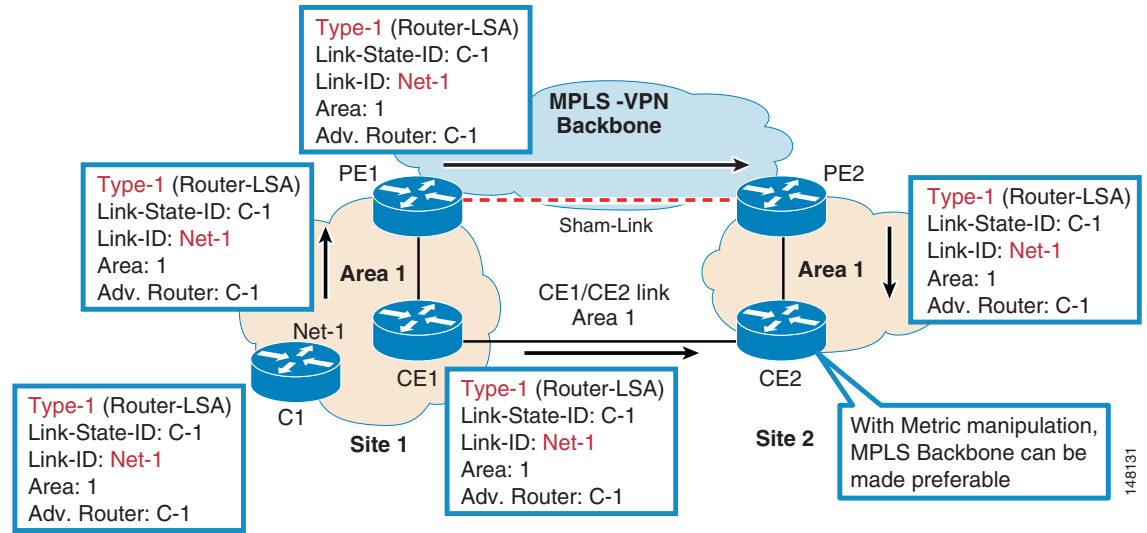 Type-1 (Router-LSA)
Link-State-ID: C-1
Link-ID: Net-1
Area: 1
Adv. Router: C-1
MPLS -VPN
Backbone
PE1
PE2
Sham-Link
Type-1 (Router-LSA)
Link-State-ID: C-1
Link-ID: Net-1
Area: 1
Adv. Router: C-1
Type-1 (Router-LSA)
Link-State-ID: C-1
Link-ID: Net-1
Area: 1
Adv. Router: C-1
Area 1
Area 1
CE1/CE2 link
Area 1
Net-1
C1
CE1
CE2
Site 1
Site 2
Type-1 (Router-LSA)
Link-State-ID: C-1
Link-ID: Net-1
Area: 1
Adv. Router: C-1
Type-1 (Router-LSA)
Link-State-ID: C-1
Link-ID: Net-1
Area: 1
Adv. Router: C-1
With Metric manipulation,
MPLS Backbone can be
made preferable
148131